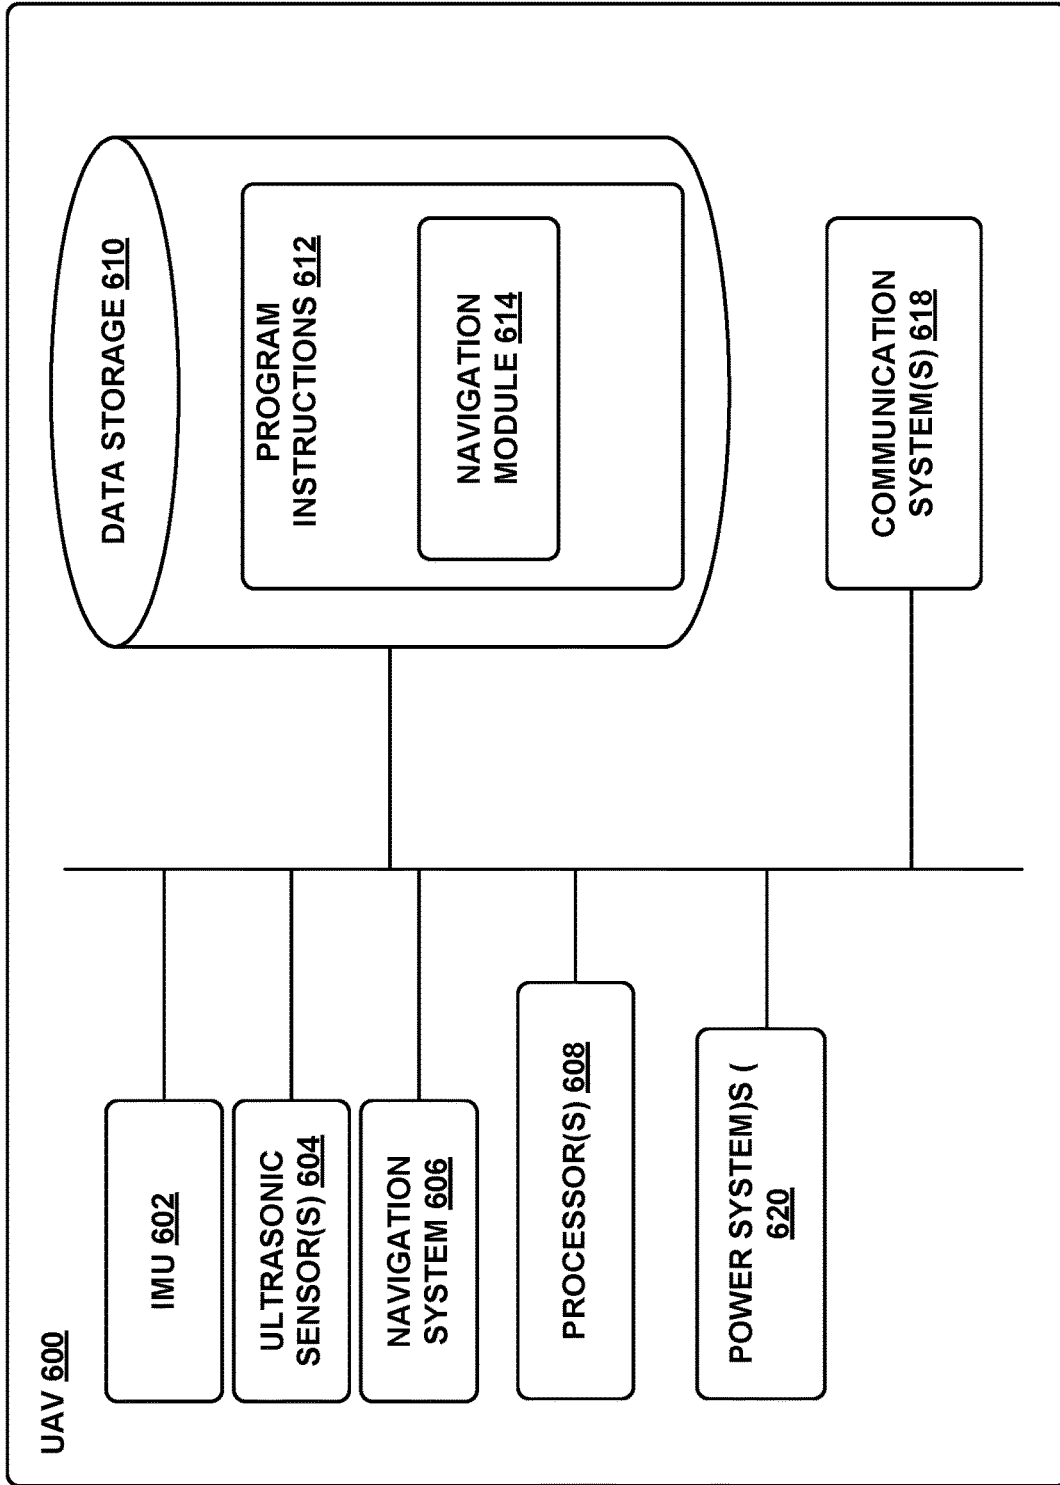 UAV 600
IMU 602
ULTRASONIC
SENSOR(S) 604
NAVIGATION
SYSTEM 606
PROCESSOR(S) 608
POWER SYSTEM)S (
620
DATA STORAGE 610
PROGRAM
INSTRUCTIONS 612
NAVIGATION
MODULE 614
COMMUNICATION
SYSTEM(S) 618